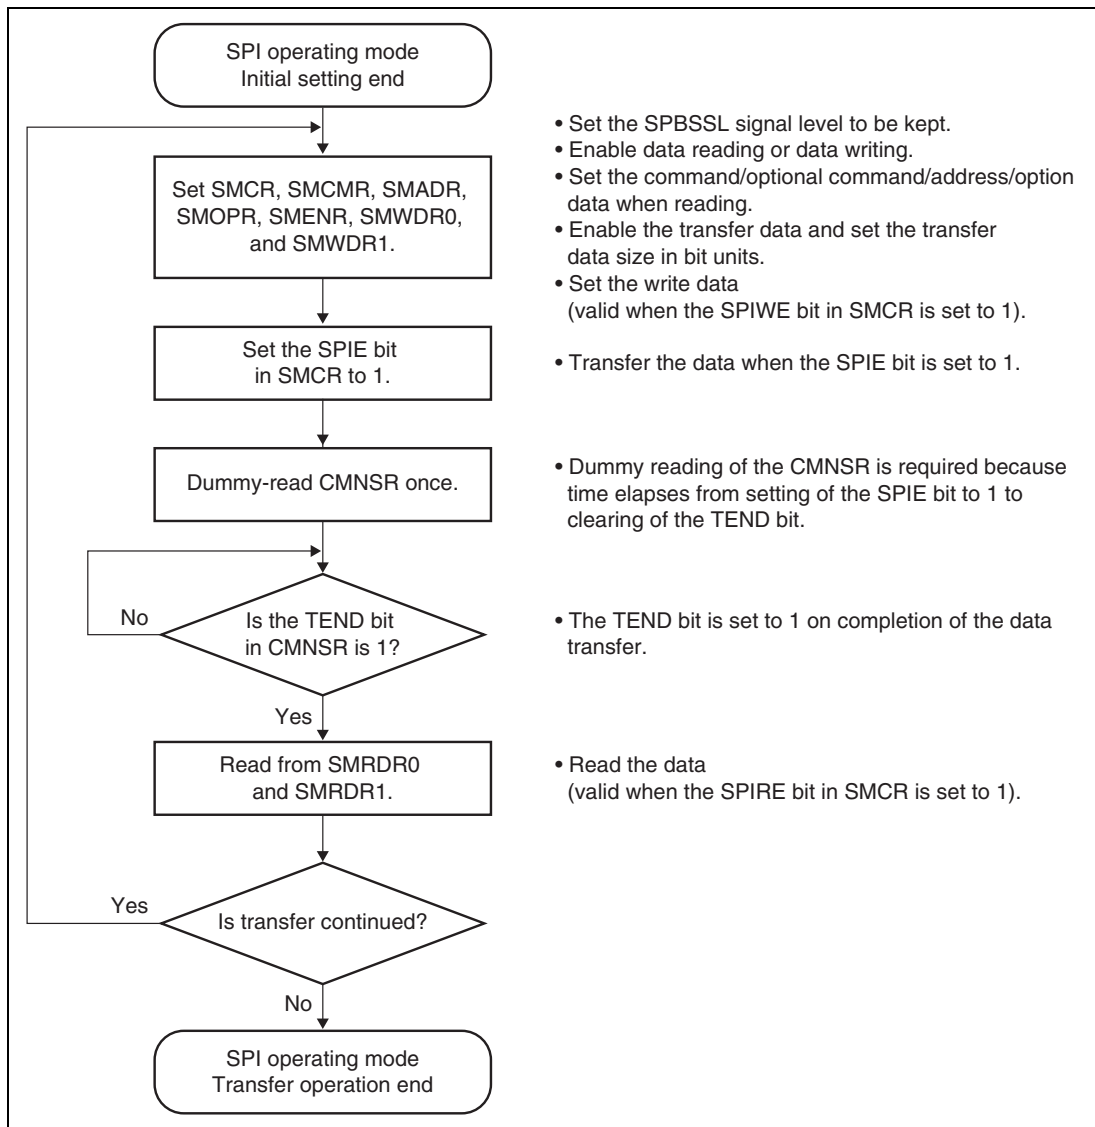 SPI operating mode
Initial setting end
• Set the SPBSSL signal level to be kept.
• Enable data reading or data writing.
• Set the command/optional command/address/option
data when reading.
• Enable the transfer data and set the transfer
data size in bit units.
• Set the write data
(valid when the SPIWE bit in SMCR is set to 1).
Set SMCR, SMCMR, SMADR,
SMOPR, SMENR, SMWDR0,
and SMWDR1.
Set the SPIE bit
in SMCR to 1.
• Transfer the data when the SPIE bit is set to 1.
Dummy-read CMNSR once.
• Dummy reading of the CMNSR is required because
time elapses from setting of the SPIE bit to 1 to
clearing of the TEND bit.
No
Is the TEND bit
in CMNSR is 1?
• The TEND bit is set to 1 on completion of the data
transfer.
Yes
Read from SMRDR0
and SMRDR1.
• Read the data
(valid when the SPIRE bit in SMCR is set to 1).
Yes
Is transfer continued?
No
SPI operating mode
Transfer operation end